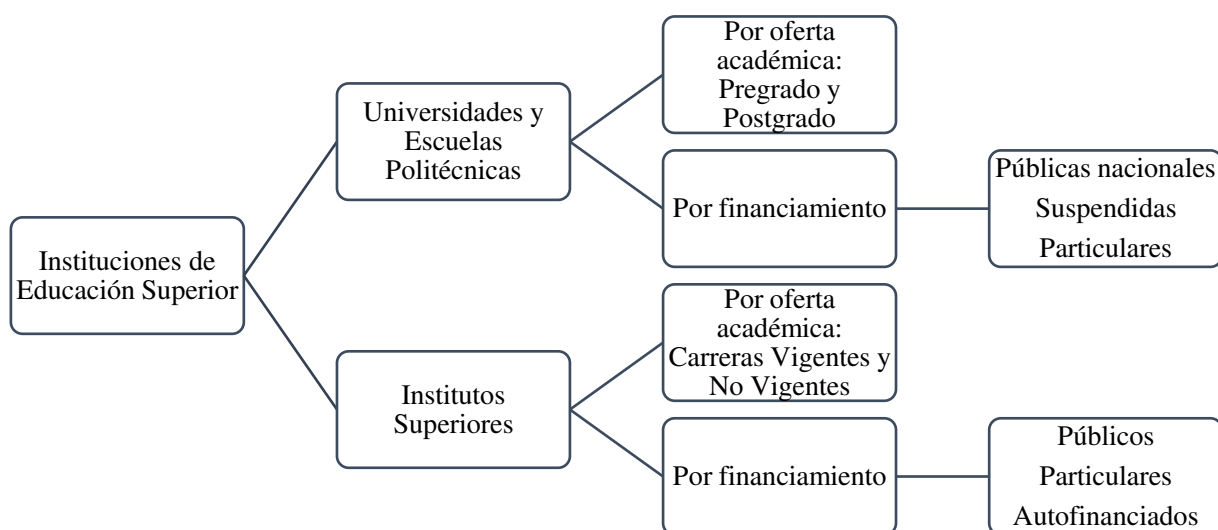 Por oferta
académica:
Pregrado y
Postgrado
Universidades y
Escuelas
Politécnicas
Por financiamiento
Públicas nacionales
Suspendidas
Particulares
Instituciones de
Educación Superior
Por oferta
académica:
Carreras Vigentes y
No Vigentes
Institutos
Superiores
Por financiamiento
Públicos
Particulares
Autofinanciados